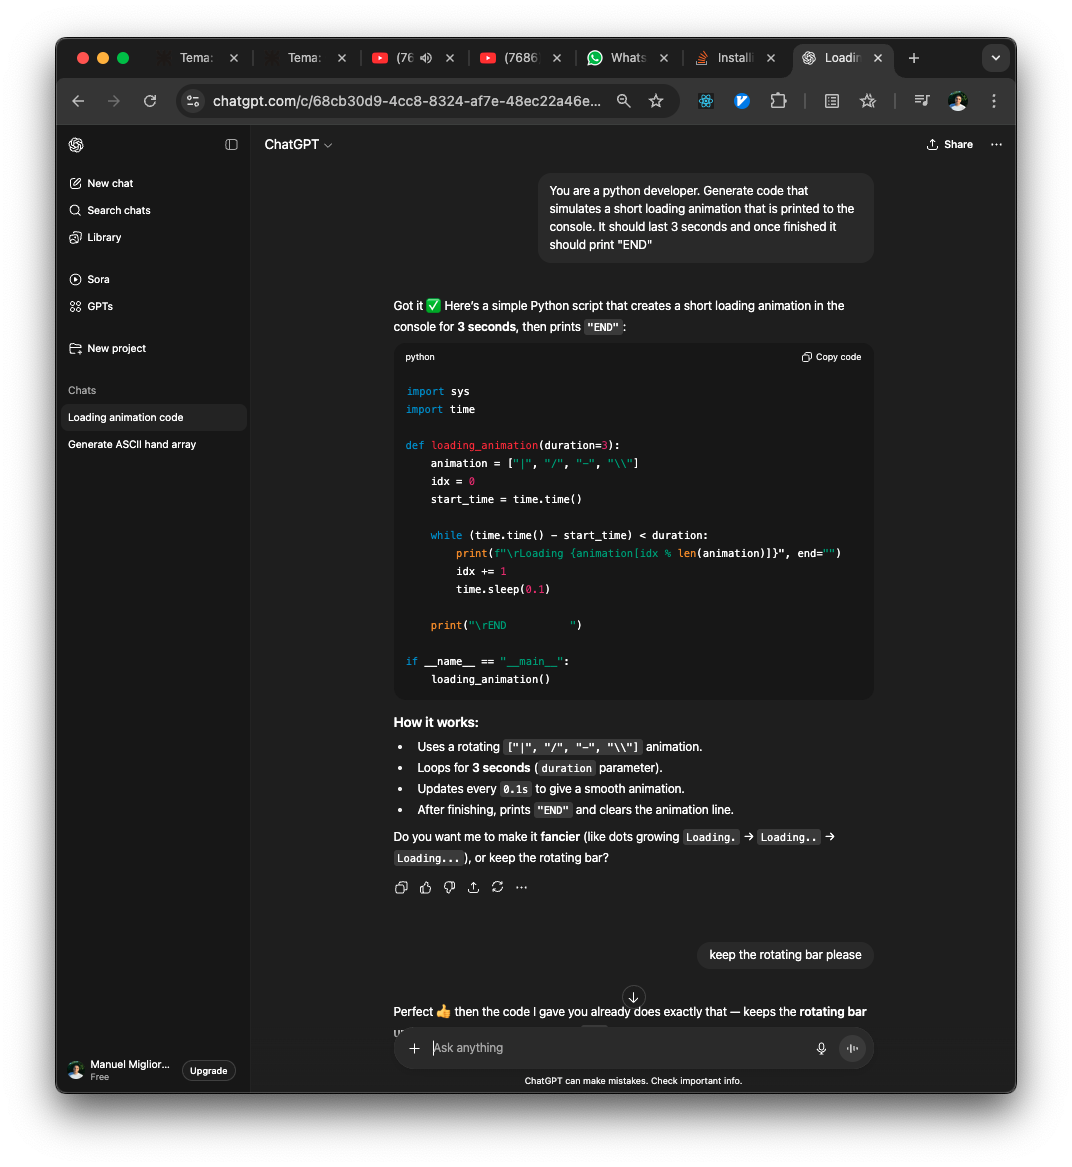 Tema:
Tema:
(76
(7686
Whats
Installi
Loadin
chatgpt.com/c/68cb30d9-4cc8-8324-af7e-48ec22a46e...
ChatGPT
Share
New chat
Search chats
Library
Sora
GPTs
New project
Chats
Loading animation code
Generate ASCII hand array
You are a python developer. Generate code that
simulates a short loading animation that is printed to the
console. It should last 3 seconds and once finished it
should print "END"
Got it ✅ Here's a simple Python script that creates a short loading animation in the
console for 3 seconds, then prints "END":
python
Copy code
import sys
import time
def loading_animation(duration=3):
    animation = ["|", "/", "-", "\\"]
    idx = 0
    start_time = time.time()
    while (time.time() - start_time) < duration:
        print(f"\rLoading {animation[idx % len(animation)]}", end="")
        idx += 1
        time.sleep(0.1)
    print("\rEND          ")
if __name__ == "__main__":
    loading_animation()
How it works:
• Uses a rotating ["|", "/", "-", "\\"] animation.
• Loops for 3 seconds (duration parameter).
• Updates every 0.1s to give a smooth animation.
• After finishing, prints "END" and clears the animation line.
Do you want me to make it fancier (like dots growing Loading. → Loading.. →
Loading...), or keep the rotating bar?
keep the rotating bar please
Perfect 👍 then the code I gave you already does exactly that — keeps the rotating bar
Ask anything
ChatGPT can make mistakes. Check important info.
Manuel Miglior...
Free
Upgrade